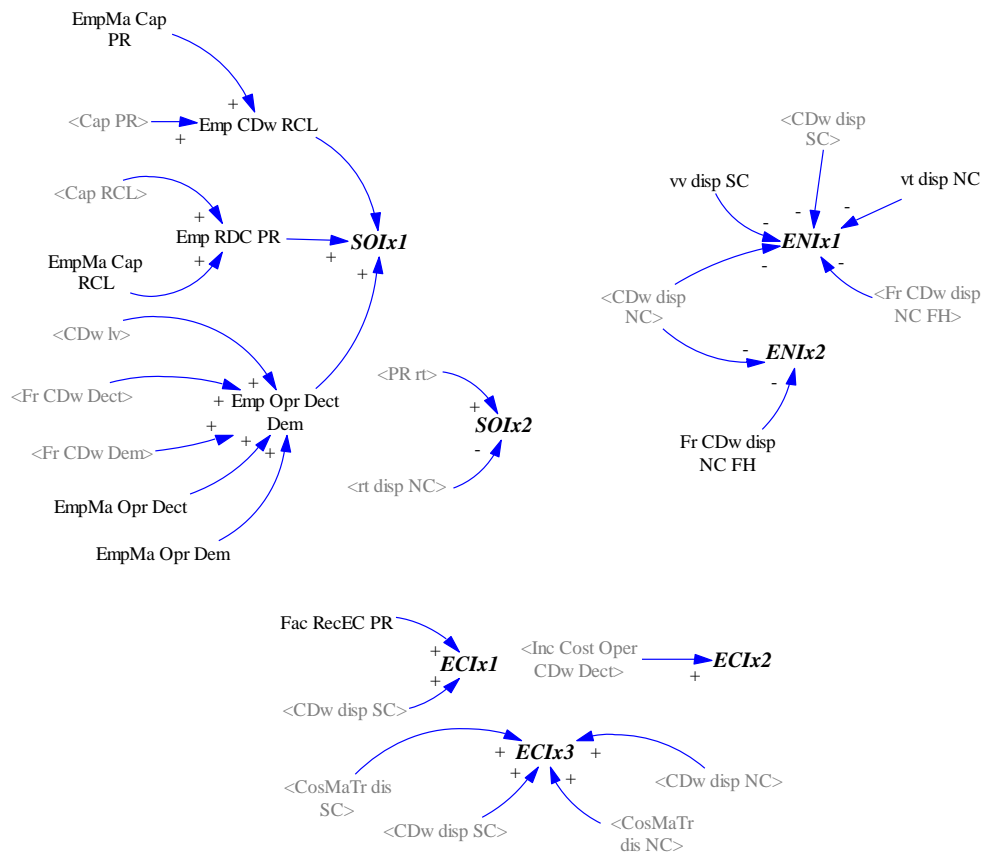 EmpMa Cap
PR
<Cap PR>
+
+
Emp CDw RCL
<Cap RCL>
+
Emp RDC PR
+
EmpMa Cap
RCL
SOIx1
+
+
<CDw lv>
<Fr CDw Dect>
+
+
Emp Opr Dect
Dem
<Fr CDw Dem>
+
+
+
EmpMa Opr Dect
EmpMa Opr Dem
<PR rt>
+
SOIx2
-
<rt disp NC>
<CDw disp
SC>
vv disp SC
vt disp NC
-
-
-
ENIx1
-
-
<CDw disp
NC>
<Fr CDw disp
NC FH>
-
ENIx2
-
Fr CDw disp
NC FH
Fac RecEC PR
+
ECIx1
+
<CDw disp SC>
<Inc Cost Oper
CDw Dect>
+
ECIx2
+
ECIx3
+
+
+
<CosMaTr dis
SC>
<CDw disp SC>
<CosMaTr
dis NC>
<CDw disp NC>